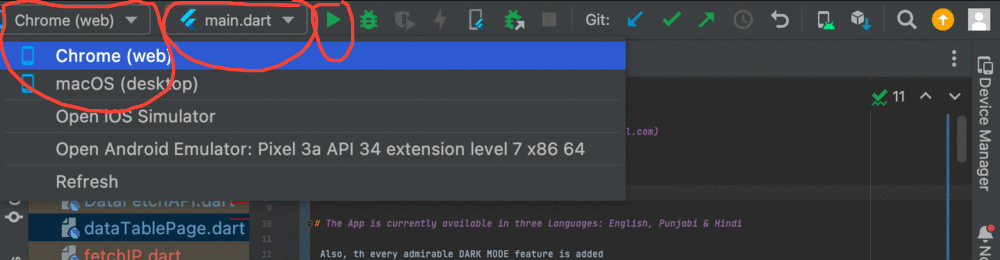 Chrome (web)
main.dart
Git:
Chrome (web)
macOS (desktop)
Open iOS Simulator
Open Android Emulator: Pixel 3a API 34 extension level 7 x86 64
Refresh
11
l.com)
DataFetchAPI.dart
dataTablePage.dart
fetchIP.dart
9
10
# The App is currently available in three Languages: English, Punjabi & Hindi
11
12
Also, th every admirable DARK MODE feature is added
Device Manager
No